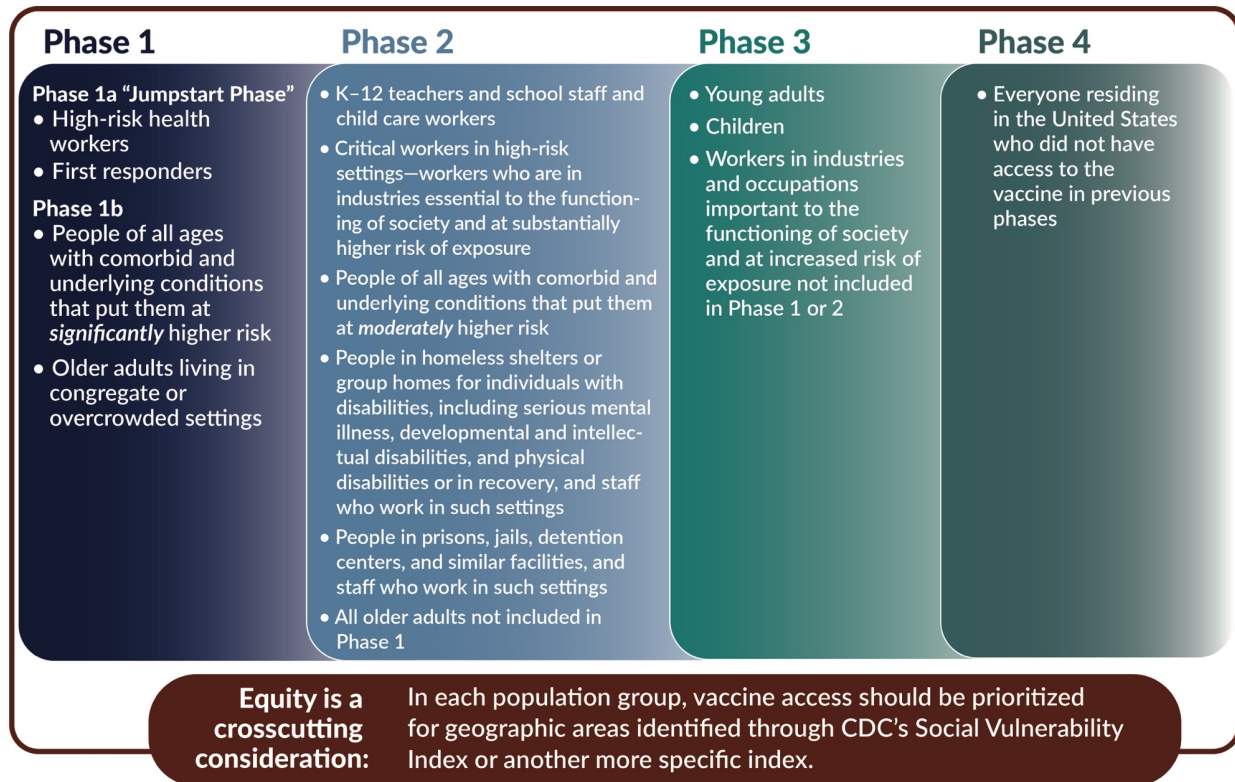 Phase 1
Phase 1a “Jumpstart Phase”
• High-risk health
workers
• First responders
Phase 1b
• People of all ages
with comorbid and
underlying conditions
that put them at
significantly higher risk
• Older adults living in
congregate or
overcrowded settings
Phase 2
• K–12 teachers and school staff and
child care workers
• Critical workers in high-risk
settings—workers who are in
industries essential to the function-
ing of society and at substantially
higher risk of exposure
• People of all ages with comorbid and
underlying conditions that put them
at moderately higher risk
• People in homeless shelters or
group homes for individuals with
disabilities, including serious mental
illness, developmental and intellec-
tual disabilities, and physical
disabilities or in recovery, and staff
who work in such settings
• People in prisons, jails, detention
centers, and similar facilities, and
staff who work in such settings
• All older adults not included in
Phase 1
Phase 3
• Young adults
• Children
• Workers in industries
and occupations
important to the
functioning of society
and at increased risk of
exposure not included
in Phase 1 or 2
Phase 4
• Everyone residing
in the United States
who did not have
access to the
vaccine in previous
phases
Equity is a
crosscutting
consideration:
In each population group, vaccine access should be prioritized
for geographic areas identified through CDC’s Social Vulnerability
Index or another more specific index.